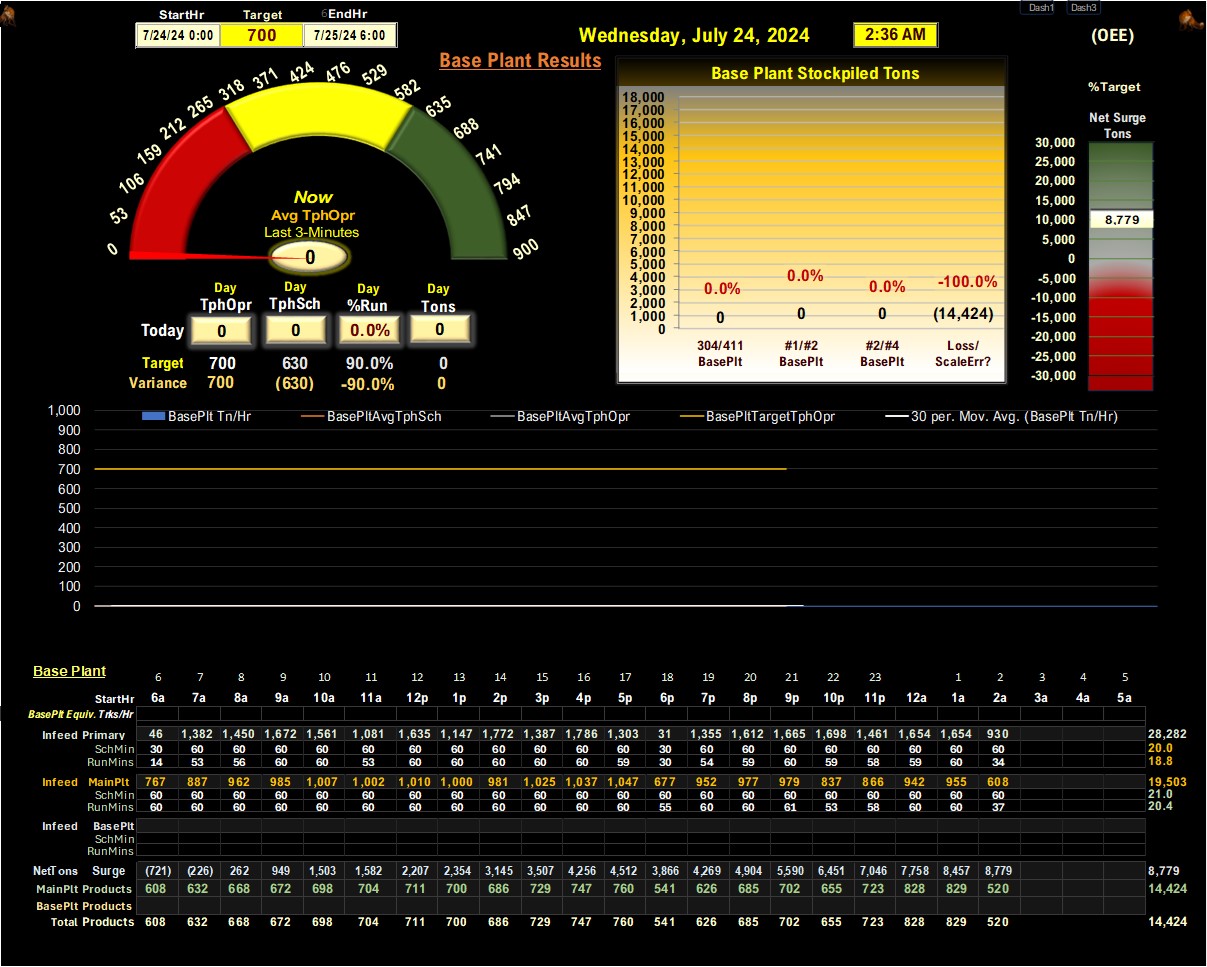 Dash1 Dash3
StartHr Target 6EndHr
7/24/24 0:00 700 7/25/24 6:00
Wednesday, July 24, 2024 2:36 AM (OEE)
Base Plant Results
0 53 106 159 212 265 318 371 424 476 529 582 635 688 741 794 847 900
Now
Avg TphOpr
Last 3-Minutes
0
Day Day Day Day
TphOpr TphSch %Run Tons
Today 0 0 0.0% 0
Target 700 630 90.0% 0
Variance 700 (630) -90.0% 0
Base Plant Stockpiled Tons
18,000
17,000
16,000
15,000
14,000
13,000
12,000
11,000
10,000
9,000
8,000
7,000
6,000
5,000
4,000
3,000
2,000
1,000
0
0.0% 0.0% 0.0% -100.0%
0 0 0 (14,424)
304/411 #1/#2 #2/#4 Loss/
BasePlt BasePlt BasePlt ScaleErr?
%Target
Net Surge
Tons
30,000
25,000
20,000
15,000
10,000 8,779
5,000
0
-5,000
-10,000
-15,000
-20,000
-25,000
-30,000
BasePlt Tn/Hr BasePltAvgTphSch BasePltAvgTphOpr BasePltTargetTphOpr 30 per. Mov. Avg. (BasePlt Tn/Hr)
1,000
900
800
700
600
500
400
300
200
100
0
Base Plant 6 7 8 9 10 11 12 13 14 15 16 17 18 19 20 21 22 23 1 2 3 4 5
StartHr 6a 7a 8a 9a 10a 11a 12p 1p 2p 3p 4p 5p 6p 7p 8p 9p 10p 11p 12a 1a 2a 3a 4a 5a
BasePlt Equiv. Trks/Hr
Infeed Primary 46 1,382 1,450 1,672 1,561 1,081 1,635 1,147 1,772 1,387 1,786 1,303 31 1,355 1,612 1,665 1,698 1,461 1,654 1,654 930 28,282
SchMin 30 60 60 60 60 60 60 60 60 60 60 60 30 60 60 60 60 60 60 60 60 20.0
RunMins 14 53 56 60 60 53 60 60 60 60 60 59 30 54 59 60 59 58 59 60 34 18.8
Infeed MainPlt 767 887 962 985 1,007 1,002 1,010 1,000 981 1,025 1,037 1,047 677 952 977 979 837 866 942 955 608 19,503
SchMin 60 60 60 60 60 60 60 60 60 60 60 60 60 60 60 60 60 60 60 60 60 21.0
RunMins 60 60 60 60 60 60 60 60 60 60 60 60 55 60 60 61 53 58 60 60 37 20.4
Infeed BasePlt
SchMin
RunMins
NetTons Surge (721) (226) 262 949 1,503 1,582 2,207 2,354 3,145 3,507 4,256 4,512 3,866 4,269 4,904 5,590 6,451 7,046 7,758 8,457 8,779 8,779
MainPlt Products 608 632 668 672 698 704 711 700 686 729 747 760 541 626 685 702 655 723 828 829 520 14,424
BasePlt Products
Total Products 608 632 668 672 698 704 711 700 686 729 747 760 541 626 685 702 655 723 828 829 520 14,424